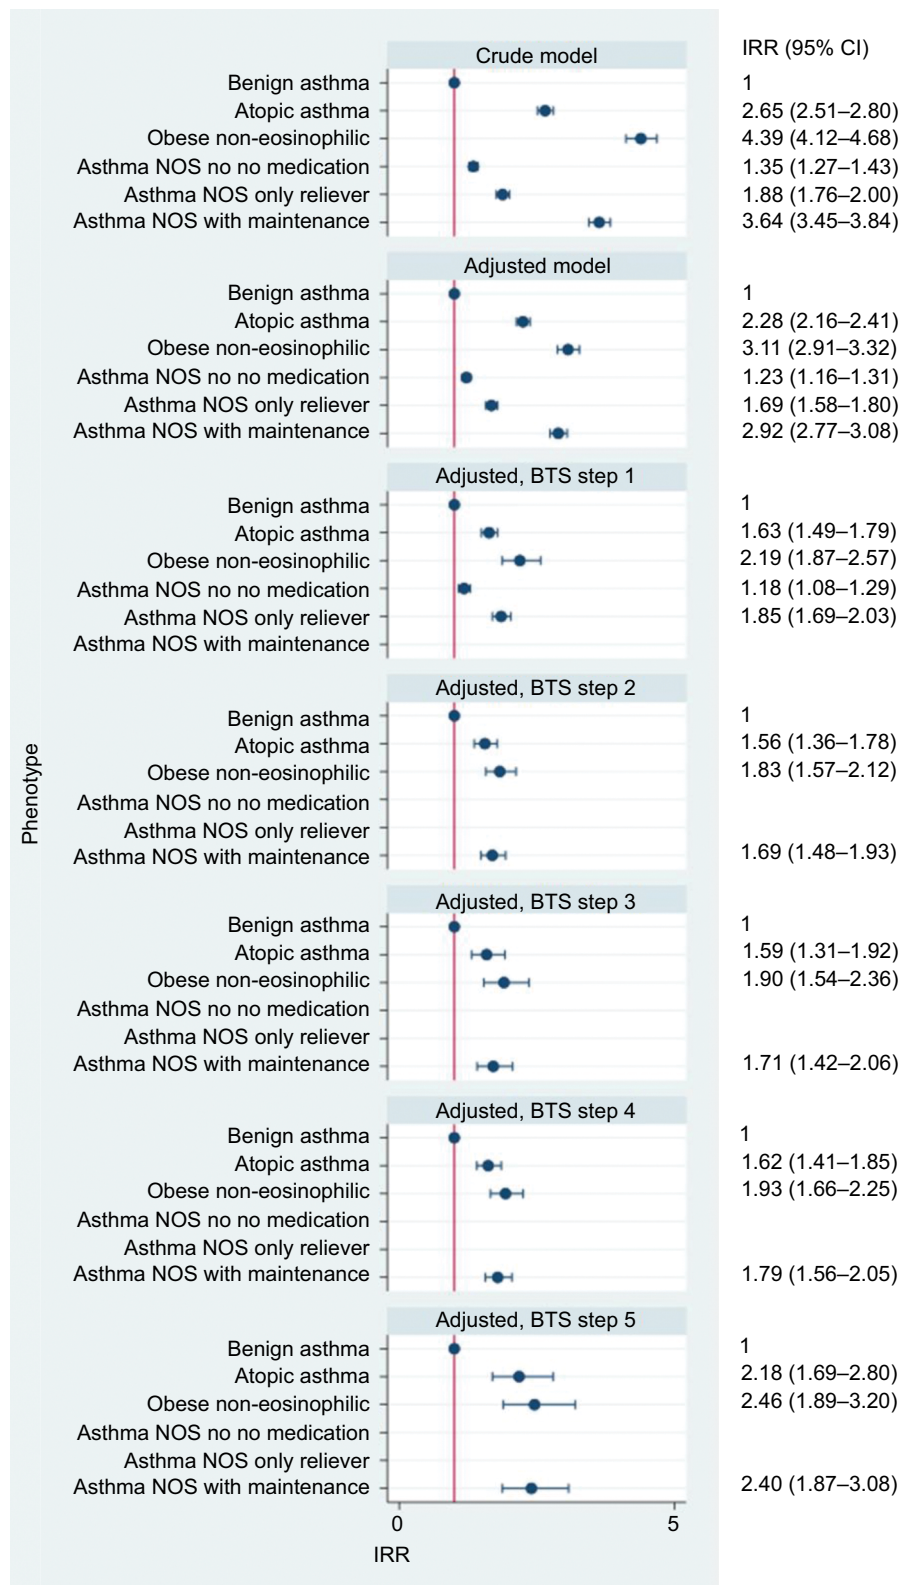 IRR (95% CI)
Crude model
Benign asthma 1
Atopic asthma 2.65 (2.51–2.80)
Obese non-eosinophilic 4.39 (4.12–4.68)
Asthma NOS no no medication 1.35 (1.27–1.43)
Asthma NOS only reliever 1.88 (1.76–2.00)
Asthma NOS with maintenance 3.64 (3.45–3.84)
Adjusted model
Benign asthma 1
Atopic asthma 2.28 (2.16–2.41)
Obese non-eosinophilic 3.11 (2.91–3.32)
Asthma NOS no no medication 1.23 (1.16–1.31)
Asthma NOS only reliever 1.69 (1.58–1.80)
Asthma NOS with maintenance 2.92 (2.77–3.08)
Adjusted, BTS step 1
Benign asthma 1
Atopic asthma 1.63 (1.49–1.79)
Obese non-eosinophilic 2.19 (1.87–2.57)
Asthma NOS no no medication 1.18 (1.08–1.29)
Asthma NOS only reliever 1.85 (1.69–2.03)
Asthma NOS with maintenance
Adjusted, BTS step 2
Benign asthma 1
Atopic asthma 1.56 (1.36–1.78)
Obese non-eosinophilic 1.83 (1.57–2.12)
Asthma NOS no no medication
Asthma NOS only reliever
Asthma NOS with maintenance 1.69 (1.48–1.93)
Phenotype
Adjusted, BTS step 3
Benign asthma 1
Atopic asthma 1.59 (1.31–1.92)
Obese non-eosinophilic 1.90 (1.54–2.36)
Asthma NOS no no medication
Asthma NOS only reliever
Asthma NOS with maintenance 1.71 (1.42–2.06)
Adjusted, BTS step 4
Benign asthma 1
Atopic asthma 1.62 (1.41–1.85)
Obese non-eosinophilic 1.93 (1.66–2.25)
Asthma NOS no no medication
Asthma NOS only reliever
Asthma NOS with maintenance 1.79 (1.56–2.05)
Adjusted, BTS step 5
Benign asthma 1
Atopic asthma 2.18 (1.69–2.80)
Obese non-eosinophilic 2.46 (1.89–3.20)
Asthma NOS no no medication
Asthma NOS only reliever
Asthma NOS with maintenance 2.40 (1.87–3.08)
0 5
IRR